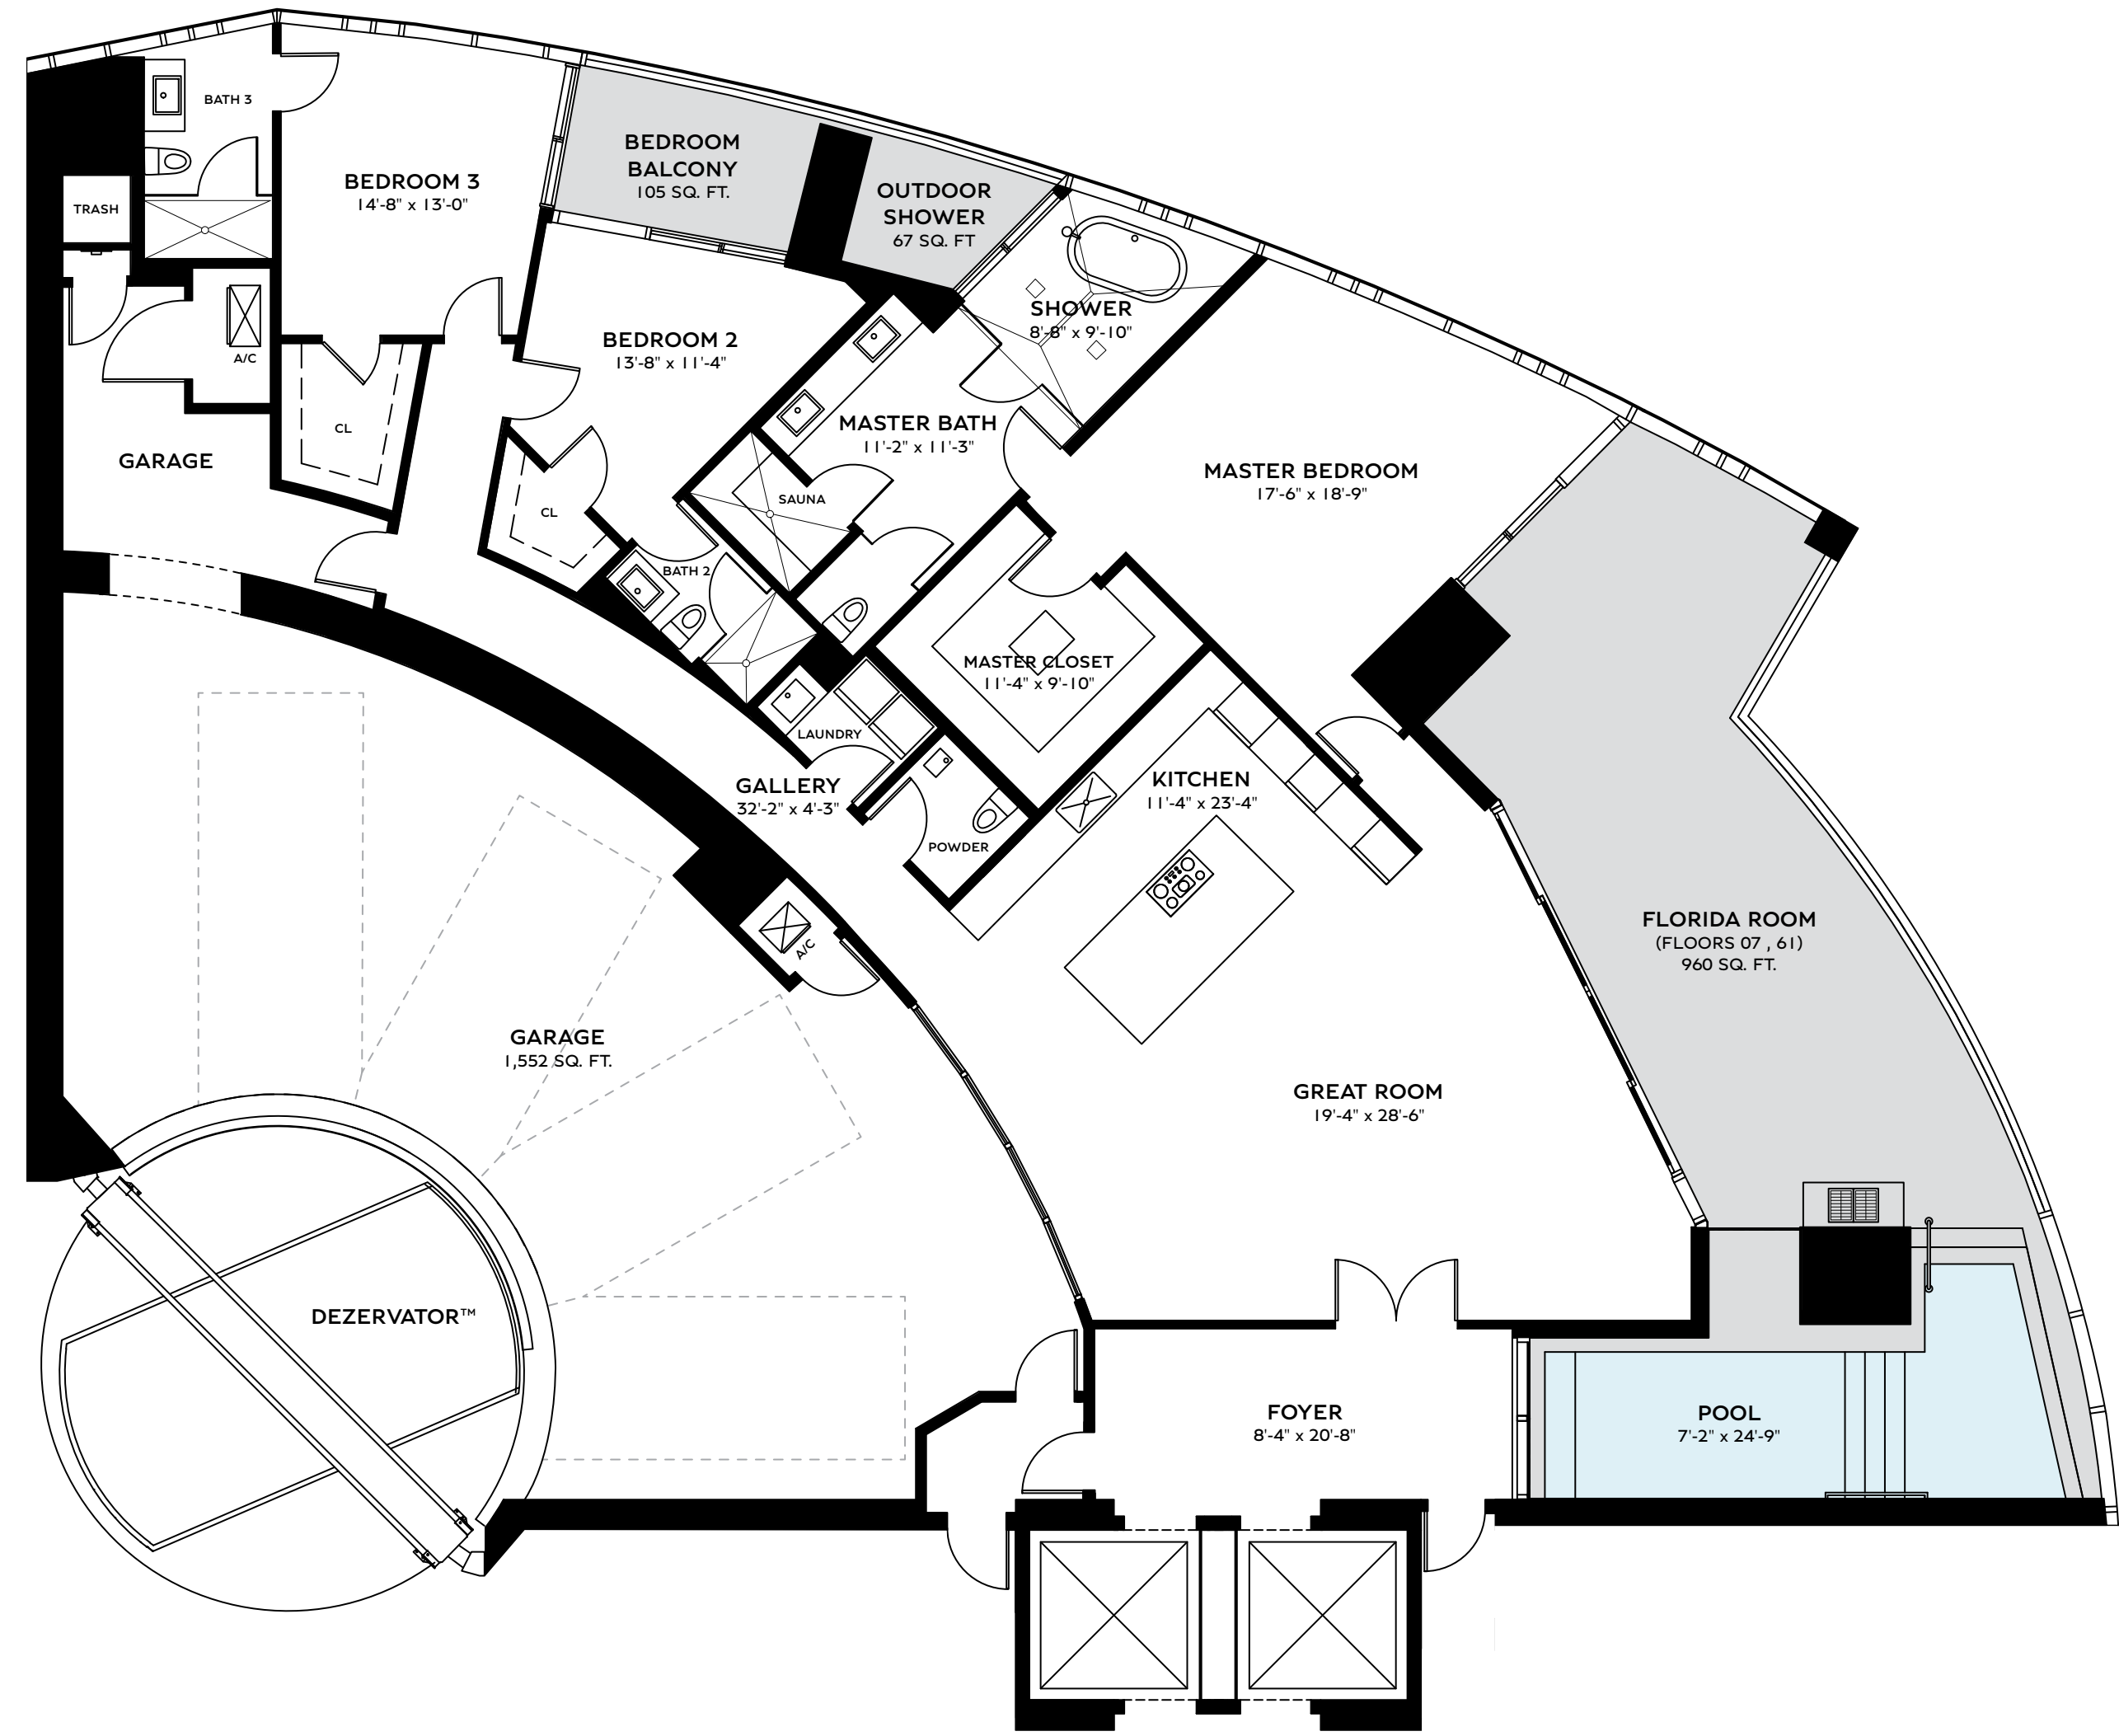 BATH 3
BEDROOM 3
14'-8" x 13'-0"
BEDROOM
BALCONY
105 SQ. FT.
OUTDOOR
SHOWER
67 SQ. FT
TRASH
SHOWER
8'-8" x 9'-10"
A/C
BEDROOM 2
13'-8" x 11'-4"
CL
MASTER BATH
11'-2" x 11'-3"
GARAGE
MASTER BEDROOM
17'-6" x 18'-9"
SAUNA
CL
BATH 2
MASTER CLOSET
11'-4" x 9'-10"
LAUNDRY
GALLERY
32'-2" x 4'-3"
KITCHEN
11'-4" x 23'-4"
POWDER
A/C
FLORIDA ROOM
(FLOORS 07 , 61)
960 SQ. FT.
GARAGE
1,552 SQ. FT.
GREAT ROOM
19'-4" x 28'-6"
DEZERVATOR™
FOYER
8'-4" x 20'-8"
POOL
7'-2" x 24'-9"